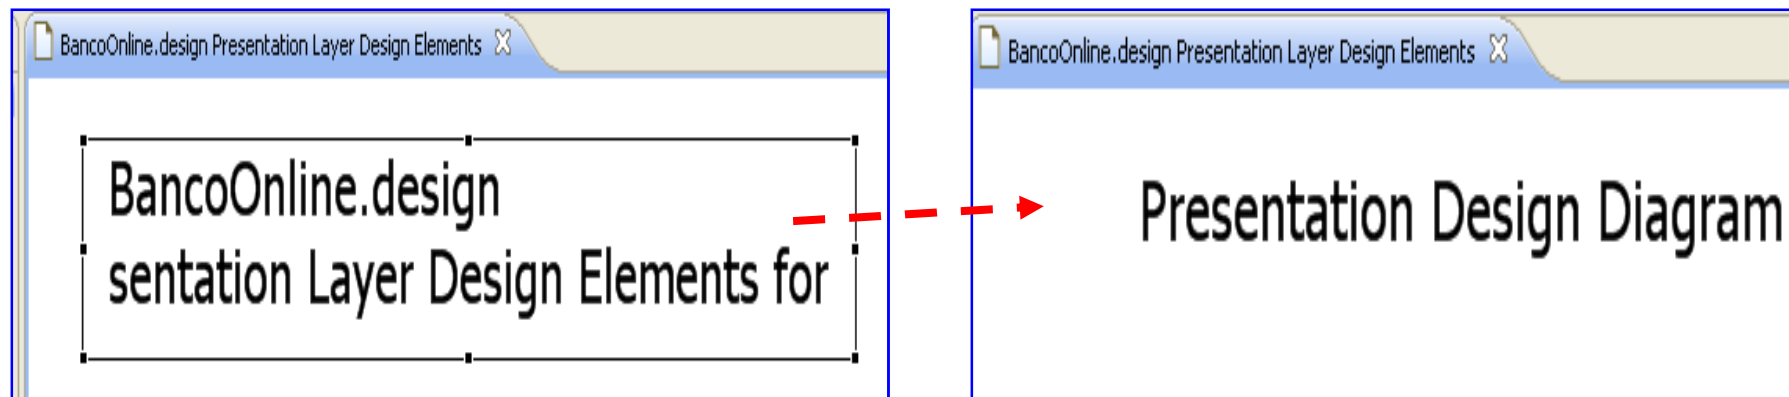 BancoOnline.design Presentation Layer Design Elements
BancoOnline.design
sentation Layer Design Elements for
BancoOnline.design Presentation Layer Design Elements
Presentation Design Diagram